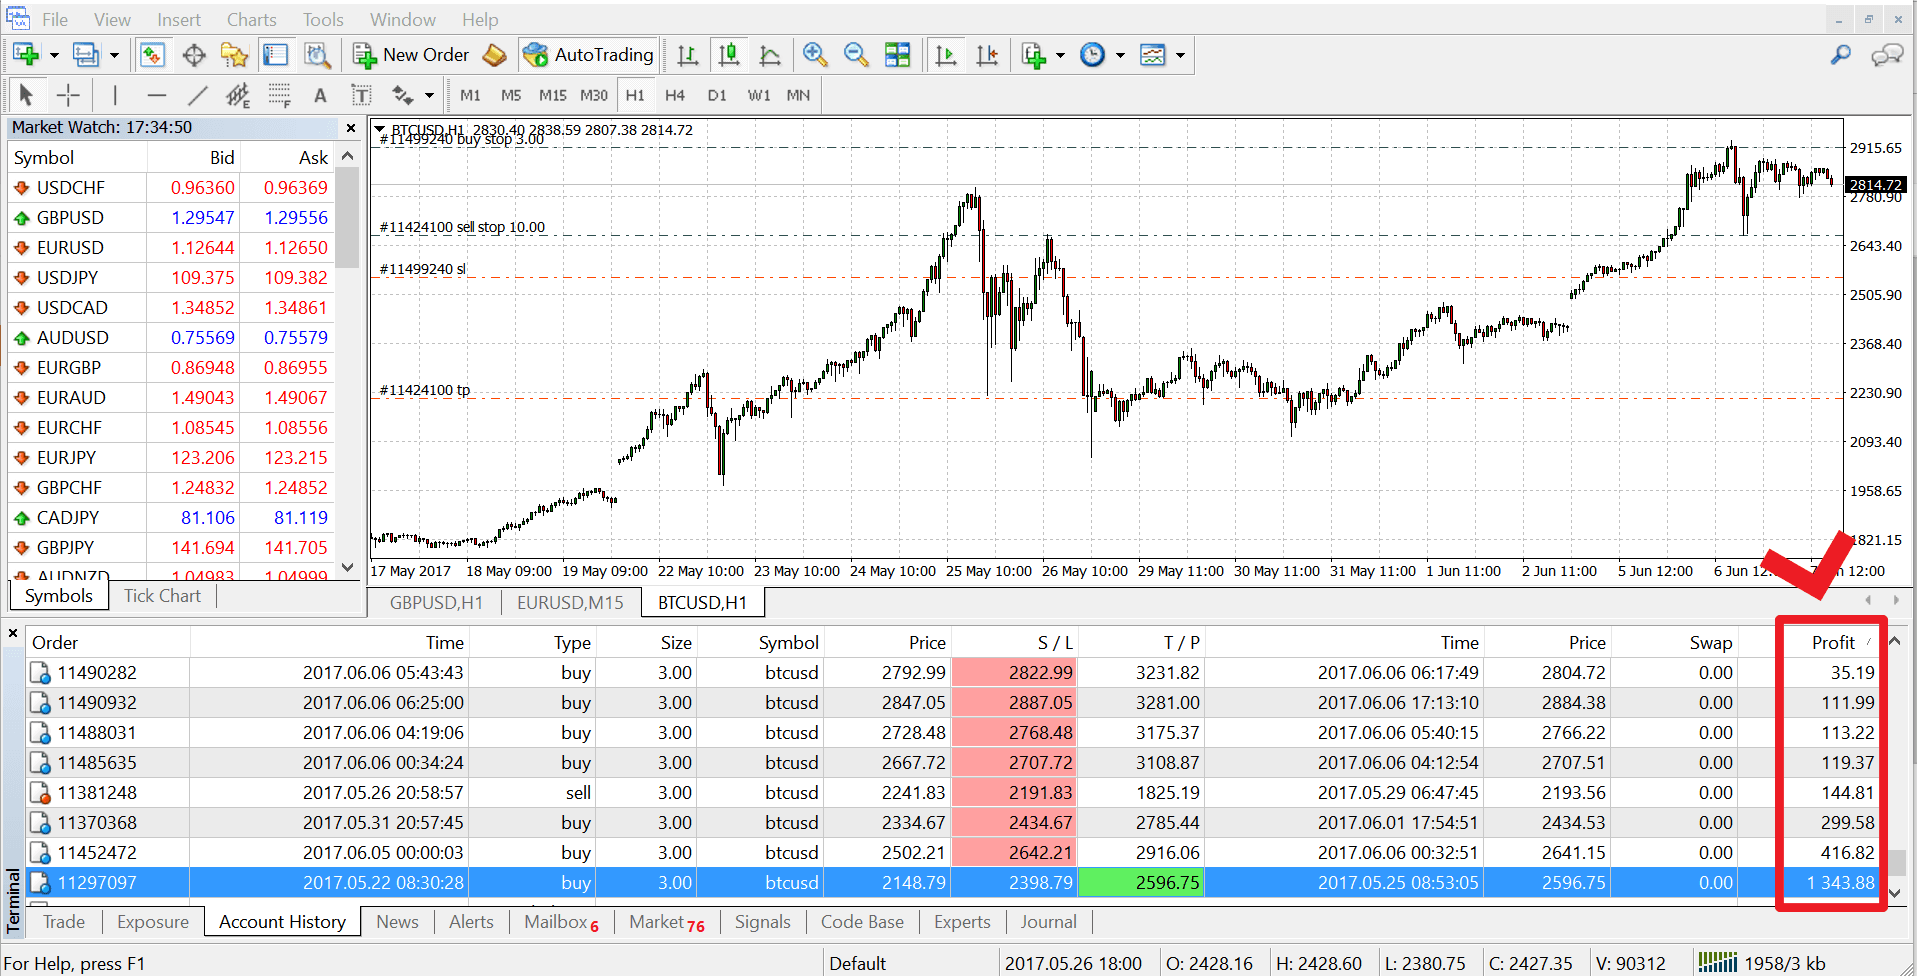 File View Insert Charts Tools Window Help
New Order AutoTrading
A T M1 M5 M15 M30 H1 H4 D1 W1 MN
Market Watch: 17:34:50
Symbol Bid Ask
USDCHF 0.96360 0.96369
GBPUSD 1.29547 1.29556
EURUSD 1.12644 1.12650
USDJPY 109.375 109.382
USDCAD 1.34852 1.34861
AUDUSD 0.75569 0.75579
EURGBP 0.86948 0.86955
EURAUD 1.49043 1.49067
EURCHF 1.08545 1.08556
EURJPY 123.206 123.215
GBPCHF 1.24832 1.24852
CADJPY 81.106 81.119
GBPJPY 141.694 141.705
AUDNZD 1.04983 1.04999
Symbols Tick Chart
BTCUSD,H1 2830.40 2838.59 2807.38 2814.72
#11499240 buy stop 3.00
#11424100 sell stop 10.00
#11499240 sl
#11424100 tp
2915.65
2814.72
2780.90
2643.40
2505.90
2368.40
2230.90
2093.40
1958.65
1821.15
17 May 2017 18 May 09:00 19 May 09:00 22 May 10:00 23 May 10:00 24 May 10:00 25 May 10:00 26 May 10:00 29 May 11:00 30 May 11:00 31 May 11:00 1 Jun 11:00 2 Jun 11:00 5 Jun 12:00 6 Jun 12:00
GBPUSD,H1 EURUSD,M15 BTCUSD,H1
Order Time Type Size Symbol Price S / L T / P Time Price Swap Profit
11490282 2017.06.06 05:43:43 buy 3.00 btcusd 2792.99 2822.99 3231.82 2017.06.06 06:17:49 2804.72 0.00 35.19
11490932 2017.06.06 06:25:00 buy 3.00 btcusd 2847.05 2887.05 3281.00 2017.06.06 17:13:10 2884.38 0.00 111.99
11488031 2017.06.06 04:19:06 buy 3.00 btcusd 2728.48 2768.48 3175.37 2017.06.06 05:40:15 2766.22 0.00 113.22
11485635 2017.06.06 00:34:24 buy 3.00 btcusd 2667.72 2707.72 3108.87 2017.06.06 04:12:54 2707.51 0.00 119.37
11381248 2017.05.26 20:58:57 sell 3.00 btcusd 2241.83 2191.83 1825.19 2017.05.29 06:47:45 2193.56 0.00 144.81
11370368 2017.05.31 20:57:45 buy 3.00 btcusd 2334.67 2434.67 2785.44 2017.06.01 17:54:51 2434.53 0.00 299.58
11452472 2017.06.05 00:00:03 buy 3.00 btcusd 2502.21 2642.21 2916.06 2017.06.06 00:32:51 2641.15 0.00 416.82
11297097 2017.05.22 08:30:28 buy 3.00 btcusd 2148.79 2398.79 2596.75 2017.05.25 08:53:05 2596.75 0.00 1 343.88
Terminal
Trade Exposure Account History News Alerts Mailbox 6 Market 76 Signals Code Base Experts Journal
For Help, press F1 Default 2017.05.26 18:00 O: 2428.16 H: 2428.60 L: 2380.75 C: 2427.35 V: 90312 1958/3 kb